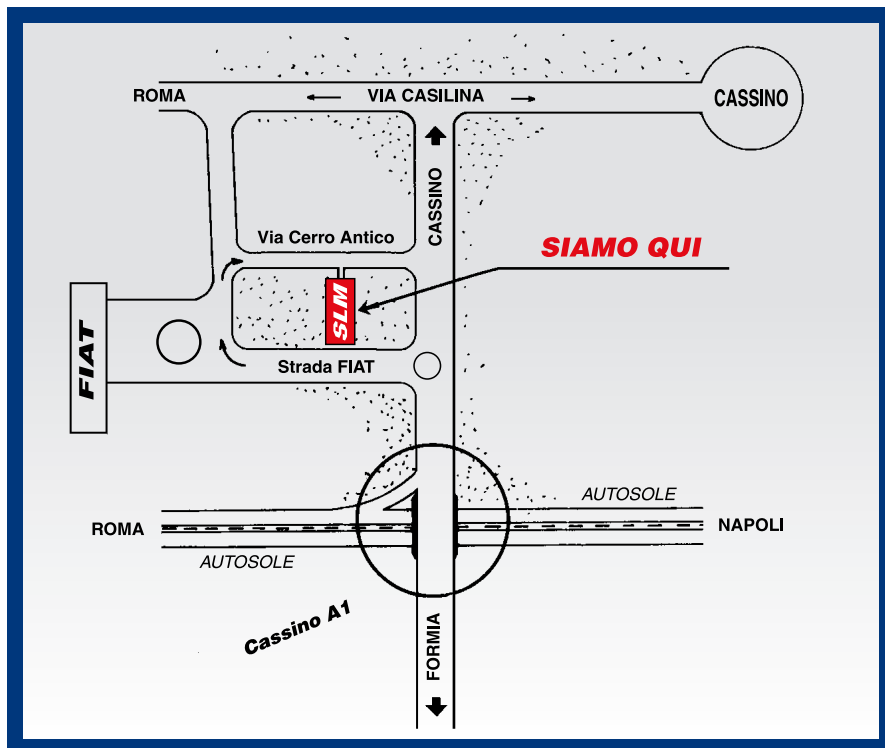 ROMA
VIA CASILINA
CASSINO
CASSINO
Via Cerro Antico
SIAMO QUI
SLM
FIAT
Strada FIAT
AUTOSOLE
ROMA
NAPOLI
AUTOSOLE
Cassino A1
FORMIA